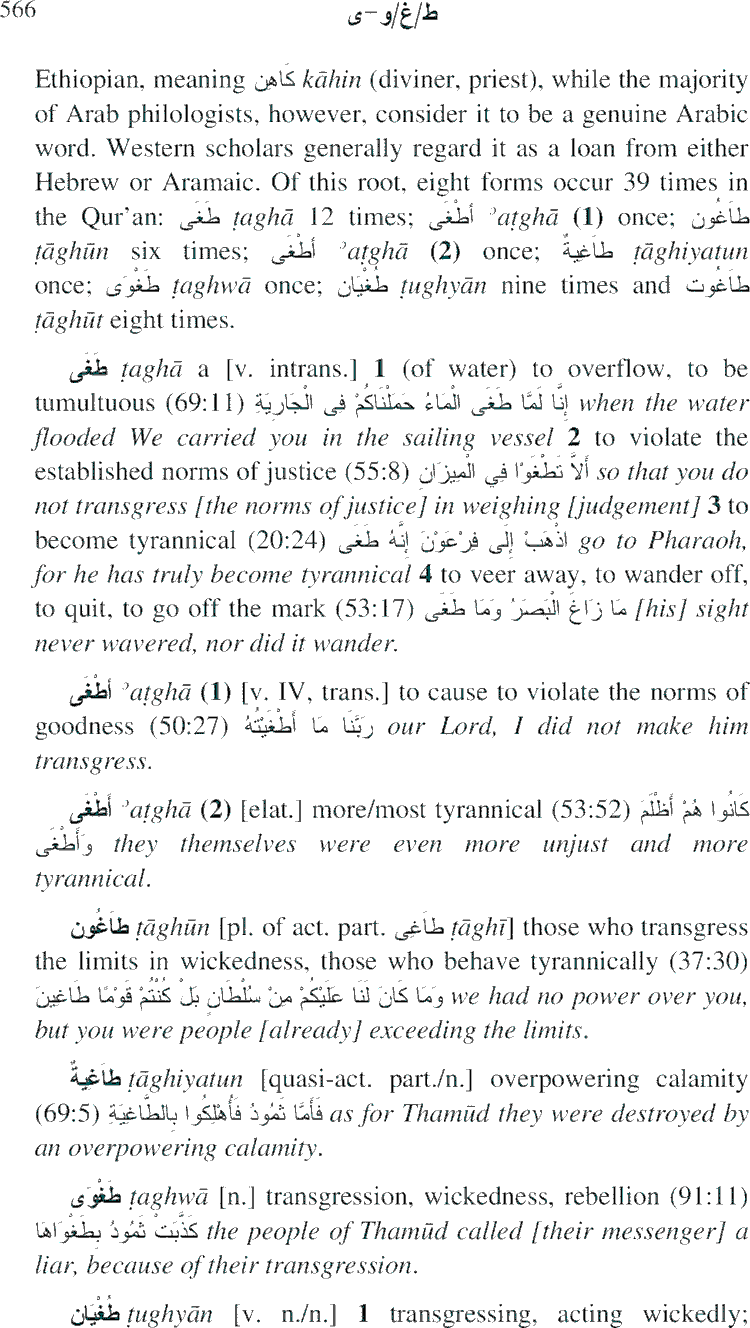 566
ط/غ/و-ى
Ethiopian, meaning كَاهِن kāhin (diviner, priest), while the majority
of Arab philologists, however, consider it to be a genuine Arabic
word. Western scholars generally regard it as a loan from either
Hebrew or Aramaic. Of this root, eight forms occur 39 times in
the Qur'an: طَغَى ṭaghā 12 times; أَطْغَى ʾaṭghā (1) once; طَاغُون
ṭāghūn six times; أَطْغَى ʾaṭghā (2) once; طَاغِيةٌ ṭāghiyatun
once; طَغْوَى ṭaghwā once; طُغْيَان ṭughyān nine times and طَاغُوت
ṭāghūt eight times.
طَغَى ṭaghā a [v. intrans.] 1 (of water) to overflow, to be
tumultuous (69:11) إِنَّا لَمَّا طَغَى الْمَاءُ حَمَلْنَاكُمْ فِى الْجَارِيَةِ when the water
flooded We carried you in the sailing vessel 2 to violate the
established norms of justice (55:8) أَلاَّ تَطْغَوْا فِي الْمِيزَانِ so that you do
not transgress [the norms of justice] in weighing [judgement] 3 to
become tyrannical (20:24) اذْهَبْ إِلَى فِرْعَوْنَ إِنَّهُ طَغَى go to Pharaoh,
for he has truly become tyrannical 4 to veer away, to wander off,
to quit, to go off the mark (53:17) مَا زَاغَ الْبَصَرُ وَمَا طَغَى [his] sight
never wavered, nor did it wander.
أَطْغَى ʾaṭghā (1) [v. IV, trans.] to cause to violate the norms of
goodness (50:27) رَبَّنَا مَا أَطْغَيْتُهُ our Lord, I did not make him
transgress.
أَطْغَى ʾaṭghā (2) [elat.] more/most tyrannical (53:52) كَانُوا هُمْ أَظْلَمَ
وَأَطْغَى they themselves were even more unjust and more
tyrannical.
طَاغُون ṭāghūn [pl. of act. part. طَاغِى ṭāghī] those who transgress
the limits in wickedness, those who behave tyrannically (37:30)
وَمَا كَانَ لَنَا عَلَيْكُمْ مِنْ سُلْطَانٍ بَلْ كُنْتُمْ قَوْمًا طَاغِينَ we had no power over you,
but you were people [already] exceeding the limits.
طَاغِيةٌ ṭāghiyatun [quasi-act. part./n.] overpowering calamity
(69:5) فَأَمَّا ثَمُودُ فَأُهْلِكُوا بِالطَّاغِيَةِ as for Thamūd they were destroyed by
an overpowering calamity.
طَغْوَى ṭaghwā [n.] transgression, wickedness, rebellion (91:11)
كَذَّبَتْ ثَمُودُ بِطَغْوَاهَا the people of Thamūd called [their messenger] a
liar, because of their transgression.
طُغْيَان ṭughyān [v. n./n.] 1 transgressing, acting wickedly;